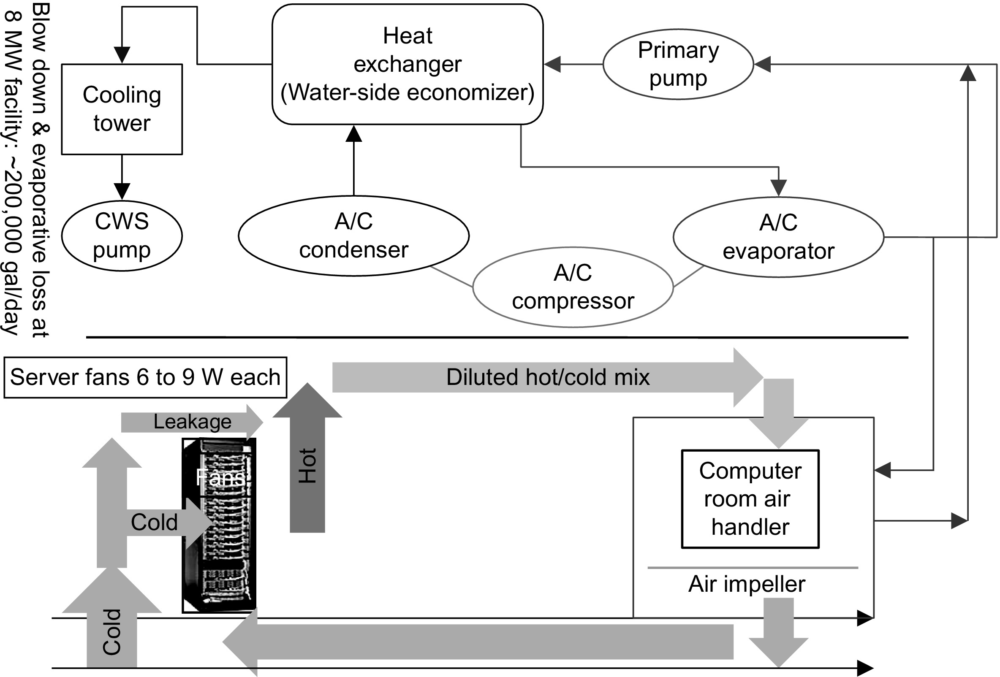 Blow down & evaporative loss at
8 MW facility: ~200,000 gal/day
Heat
exchanger
(Water-side economizer)
Primary
pump
Cooling
tower
CWS
pump
A/C
condenser
A/C
compressor
A/C
evaporator
Server fans 6 to 9 W each
Diluted hot/cold mix
Leakage
Hot
Fans
Cold
Cold
Computer
room air
handler
Air impeller